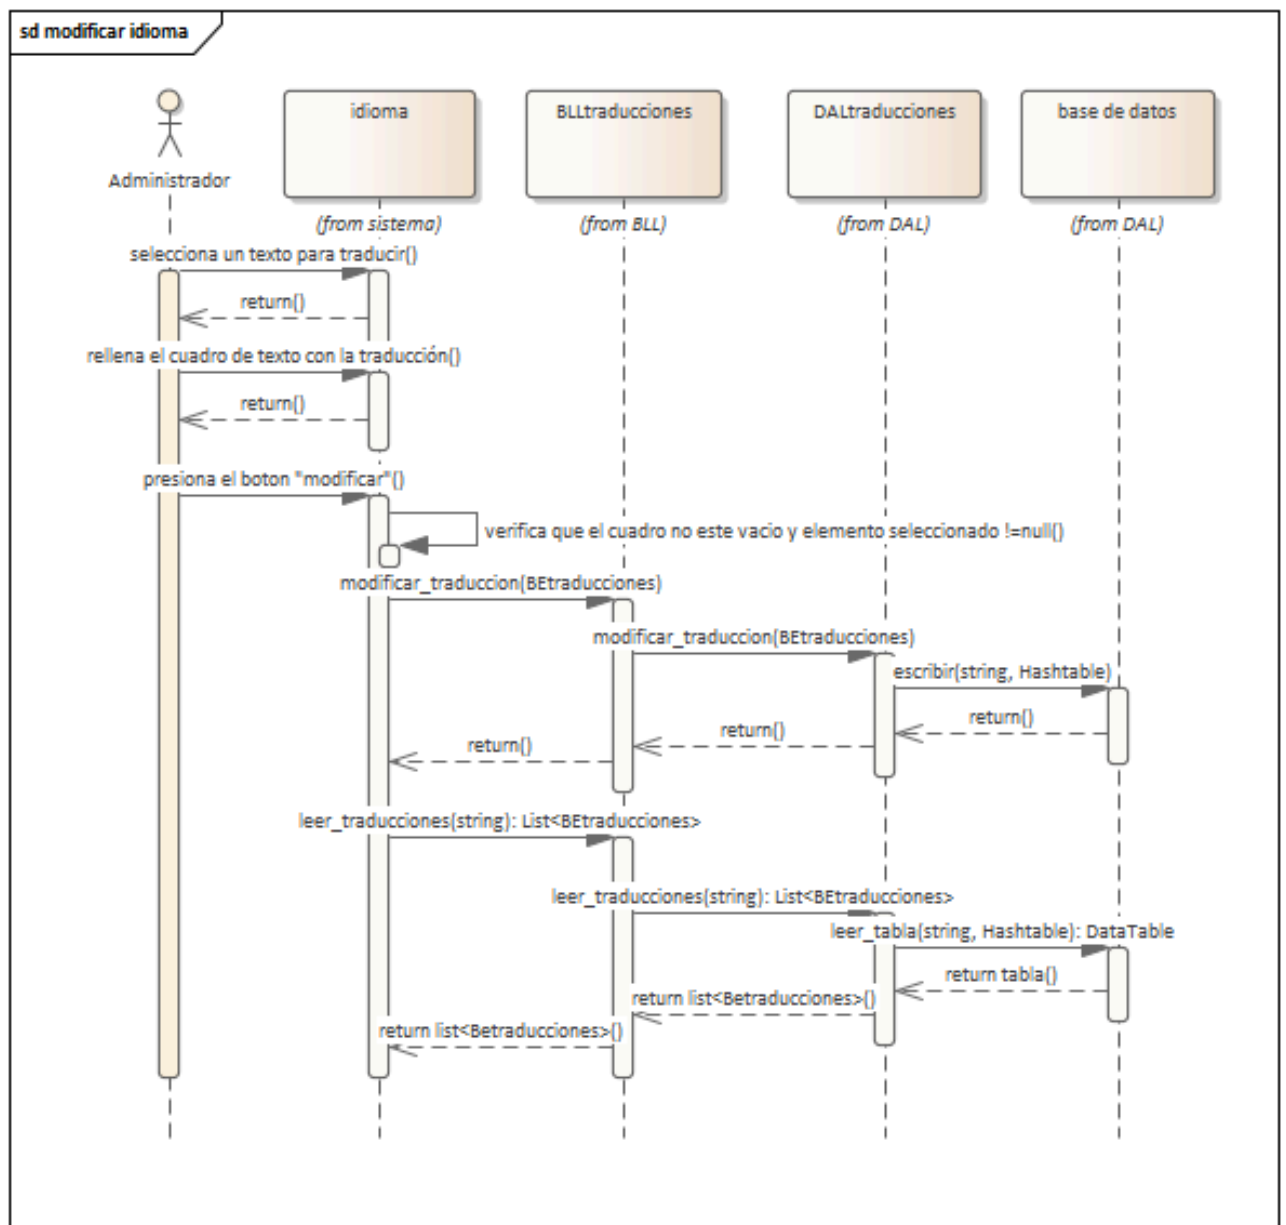 sd modificar idioma
idioma
BLLtraducciones
DALtraducciones
base de datos
Administrador
(from sistema)
(from BLL)
(from DAL)
(from DAL)
selecciona un texto para traducir()
return()
rellena el cuadro de texto con la traducción()
return()
presiona el boton "modificar"()
verifica que el cuadro no este vacio y elemento seleccionado !=null()
modificar_traduccion(BEtraducciones)
modificar_traduccion(BEtraducciones)
escribir(string, Hashtable)
return()
return()
return()
leer_traducciones(string): List<BEtraducciones>
leer_traducciones(string): List<BEtraducciones>
leer_tabla(string, Hashtable): DataTable
return tabla()
return list<Betraducciones>()
return list<Betraducciones>()